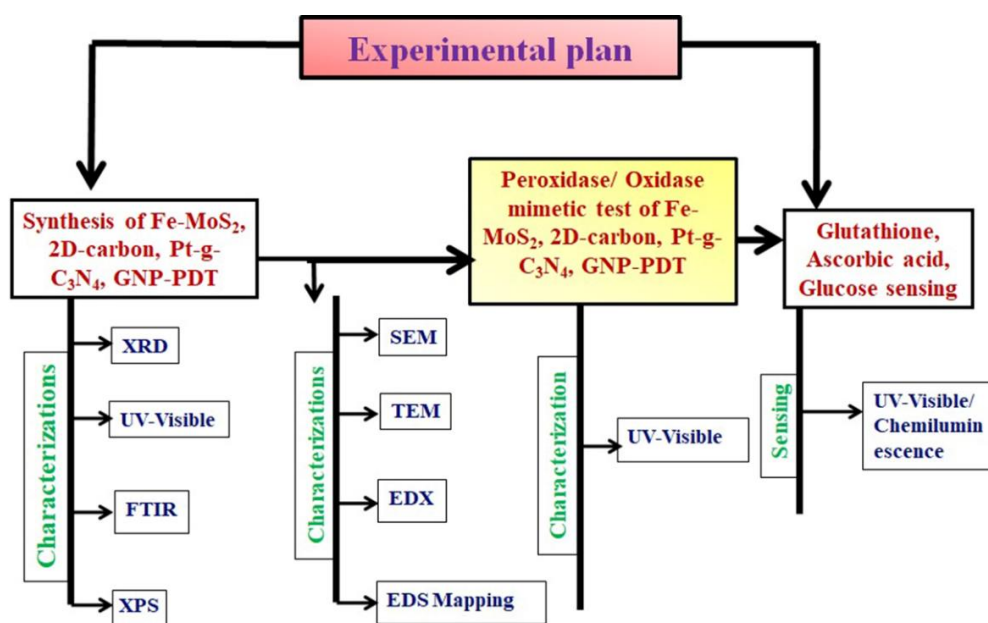 Experimental plan
Synthesis of Fe-MoS₂,
2D-carbon, Pt-g-
C₃N₄, GNP-PDT
Characterizations
XRD
UV-Visible
FTIR
XPS
Characterizations
SEM
TEM
EDX
EDS Mapping
Peroxidase/ Oxidase
mimetic test of Fe-
MoS₂, 2D-carbon, Pt-g-
C₃N₄, GNP-PDT
Characterization
UV-Visible
Glutathione,
Ascorbic acid,
Glucose sensing
Sensing
UV-Visible/
Chemilumin
escence